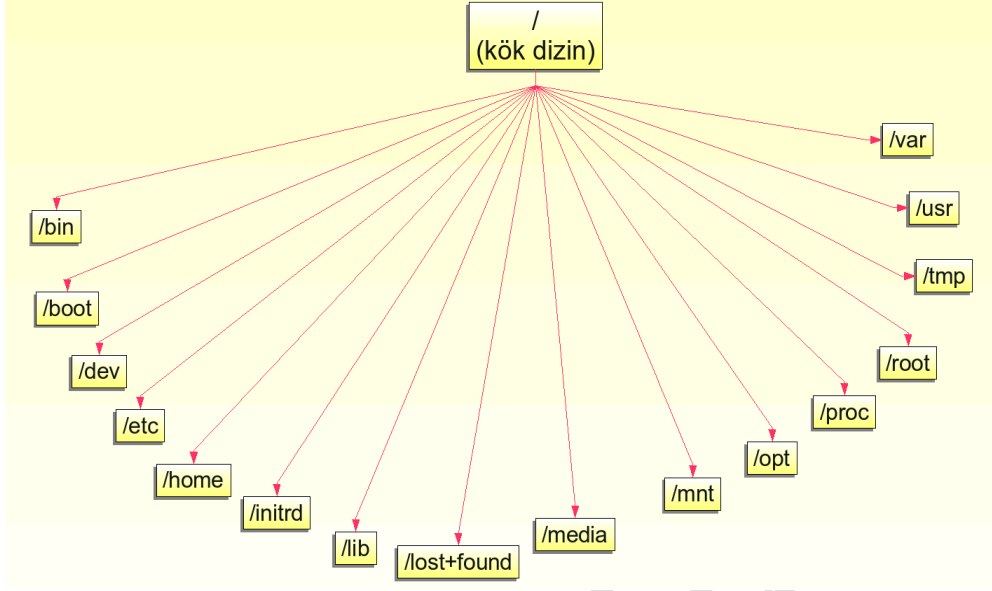 /
(kök dizin)
/bin
/boot
/dev
/etc
/home
/initrd
/lib
/lost+found
/media
/mnt
/opt
/proc
/root
/tmp
/usr
/var